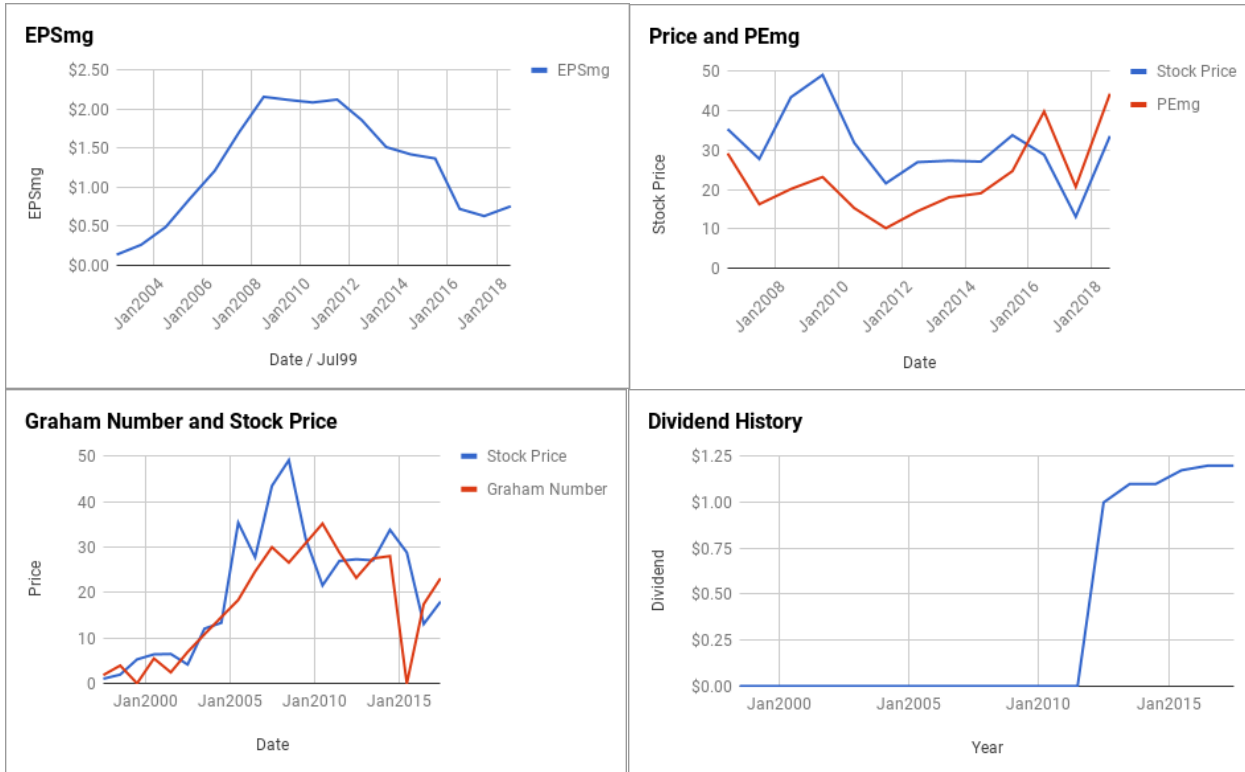 EPSmg
EPSmg
$2.50
$2.00
$1.50
$1.00
$0.50
$0.00
EPSmg
Jan2004
Jan2006
Jan2008
Jan2010
Jan2012
Jan2014
Jan2016
Jan2018
Date / Jul99
Price and PEmg
Stock Price
PEmg
50
40
30
20
10
0
Stock Price
Jan2008
Jan2010
Jan2012
Jan2014
Jan2016
Jan2018
Date
Graham Number and Stock Price
Stock Price
Graham Number
50
40
30
20
10
0
Price
Jan2000
Jan2005
Jan2010
Jan2015
Date
Dividend History
$1.25
$1.00
$0.75
$0.50
$0.25
$0.00
Dividend
Jan2000
Jan2005
Jan2010
Jan2015
Year